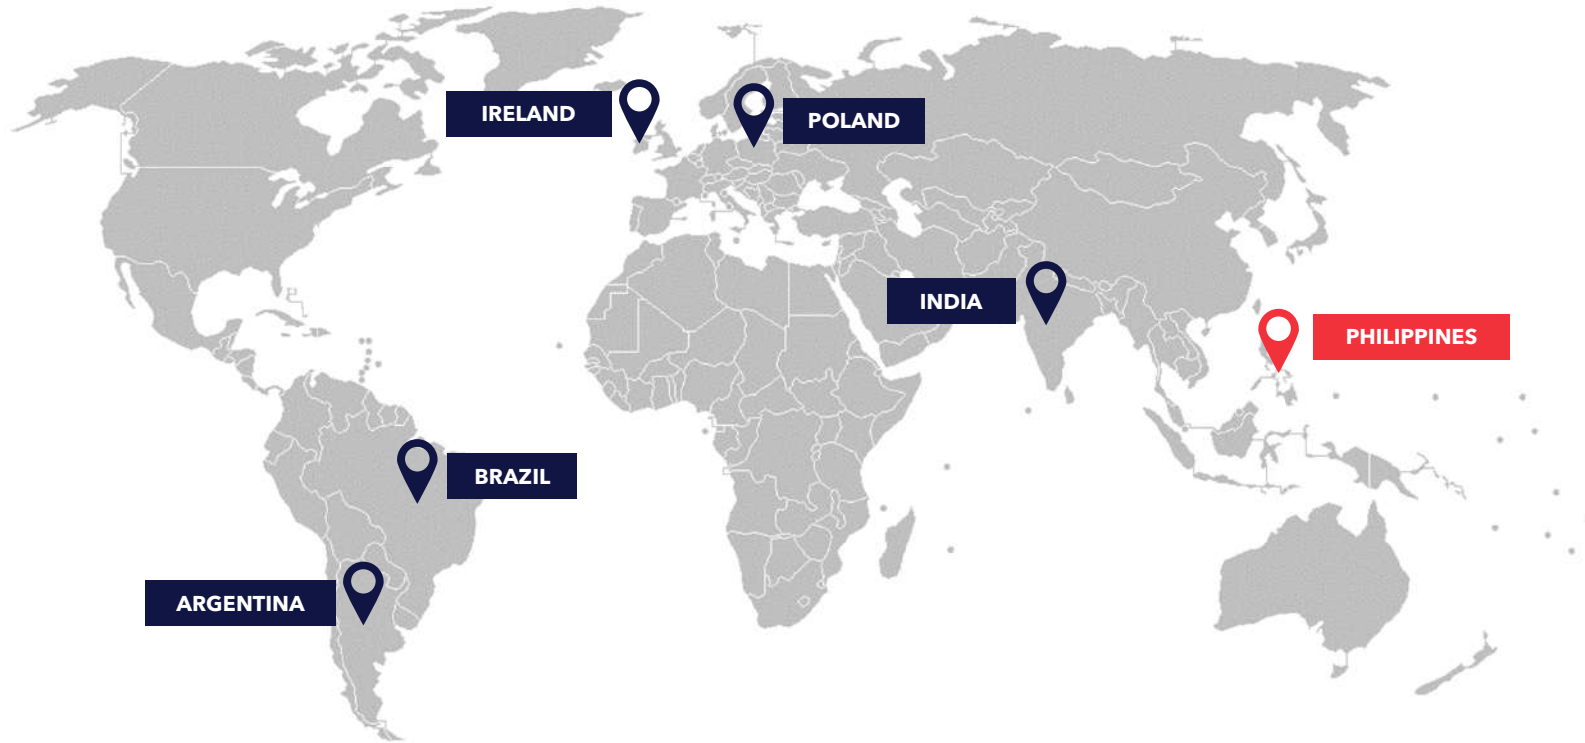 IRELAND
POLAND
INDIA
PHILIPPINES
BRAZIL
ARGENTINA